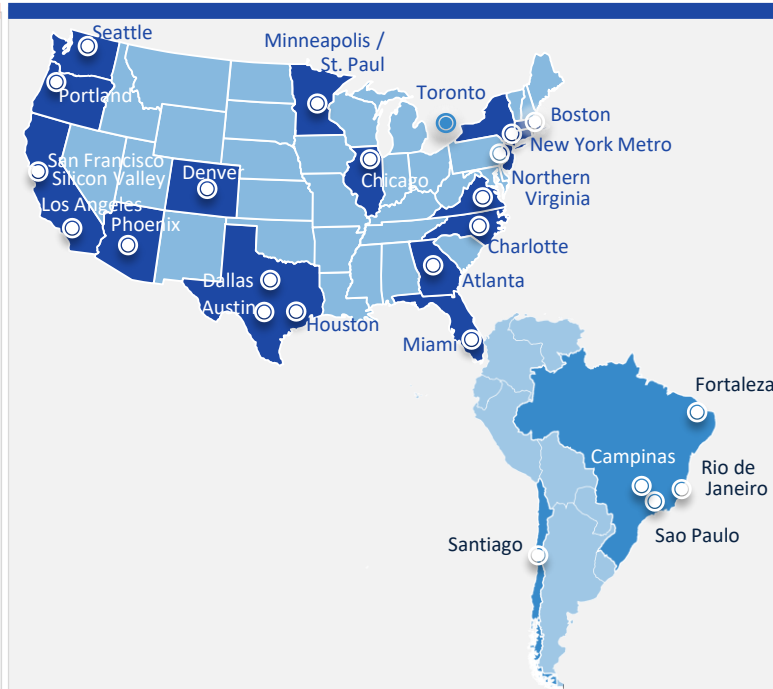 Seattle
Minneapolis /
St. Paul
Portland
Toronto
Boston
New York Metro
San Francisco
Silicon Valley
Denver
Chicago
Northern
Virginia
Los Angeles
Phoenix
Charlotte
Dallas
Atlanta
Austin
Houston
Miami
Fortaleza
Campinas
Rio de
Janeiro
Sao Paulo
Santiago